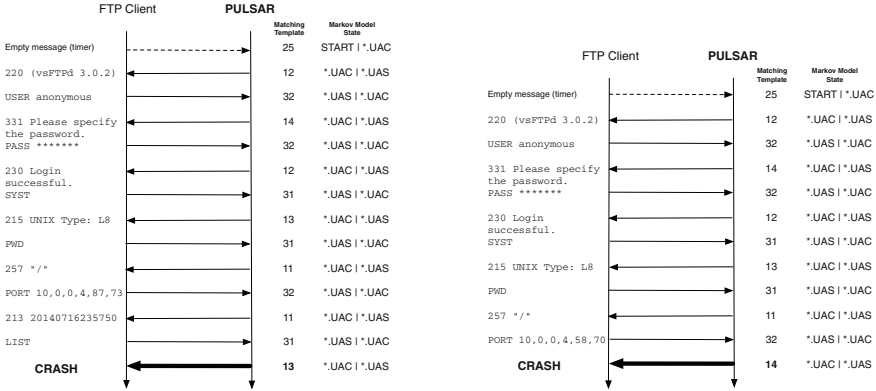 FTP Client PULSAR
Matching Template Markov Model State
Empty message (timer) 25 START | *.UAC
220 (vsFTPd 3.0.2) 12 *.UAC | *.UAS
USER anonymous 32 *.UAS | *.UAC
331 Please specify 14 *.UAC | *.UAS
the password.
PASS ******* 32 *.UAS | *.UAC
230 Login 12 *.UAC | *.UAS
successful.
SYST 31 *.UAS | *.UAC
215 UNIX Type: L8 13 *.UAC | *.UAS
PWD 31 *.UAS | *.UAC
257 "/" 11 *.UAC | *.UAS
PORT 10,0,0,4,87,73 32 *.UAS | *.UAC
213 20140716235750 11 *.UAC | *.UAS
LIST 31 *.UAS | *.UAC
CRASH 13 *.UAC | *.UAS
FTP Client PULSAR
Matching Template Markov Model State
Empty message (timer) 25 START | *.UAC
220 (vsFTPd 3.0.2) 12 *.UAC | *.UAS
USER anonymous 32 *.UAS | *.UAC
331 Please specify 14 *.UAC | *.UAS
the password.
PASS ******* 32 *.UAS | *.UAC
230 Login 12 *.UAC | *.UAS
successful.
SYST 31 *.UAS | *.UAC
215 UNIX Type: L8 13 *.UAC | *.UAS
PWD 31 *.UAS | *.UAC
257 "/" 11 *.UAC | *.UAS
PORT 10,0,0,4,58,70 32 *.UAS | *.UAC
CRASH 14 *.UAC | *.UAS